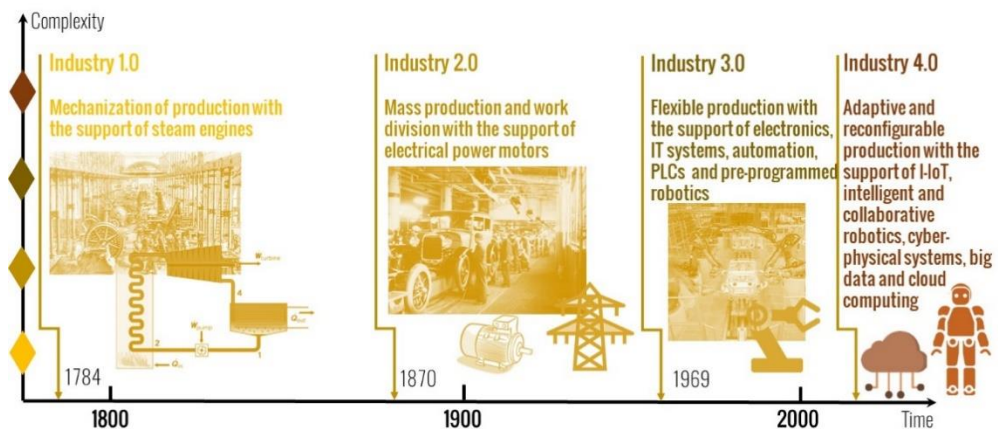 Complexity
Industry 1.0
Mechanization of production with
the support of steam engines
Industry 2.0
Mass production and work
division with the support of
electrical power motors
Industry 3.0
Flexible production with
the support of electronics,
IT systems, automation,
PLCs and pre-programmed
robotics
Industry 4.0
Adaptive and
reconfigurable
production with the
support of I-IoT,
intelligent and
collaborative
robotics, cyber-
physical systems, big
data and cloud
computing
4
2
1
1784
1870
1969
1800
1900
2000
Time